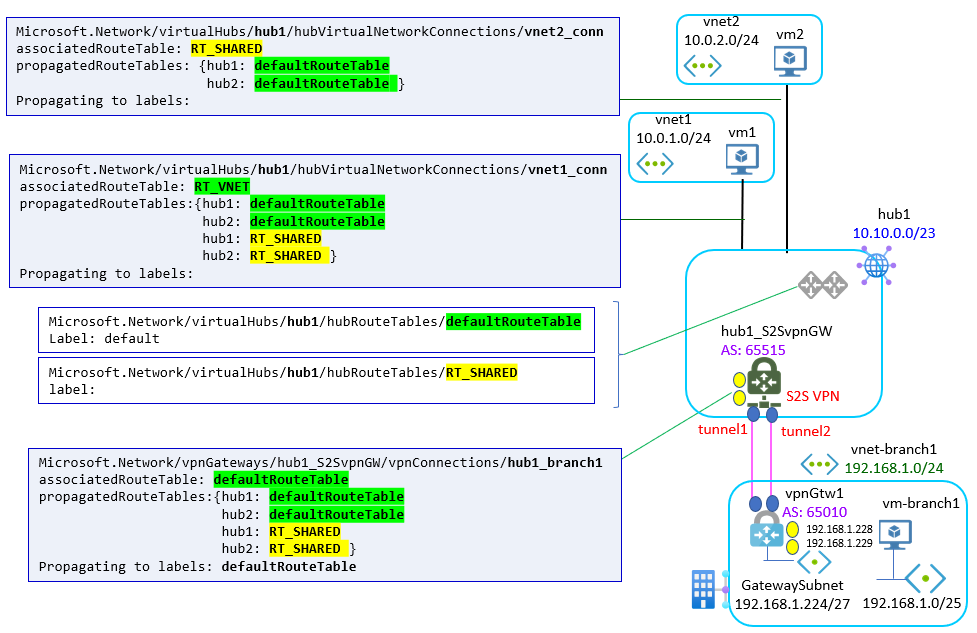 Microsoft.Network/virtualHubs/hub1/hubVirtualNetworkConnections/vnet2_conn
associatedRouteTable: RT_SHARED
propagatedRouteTables: {hub1: defaultRouteTable
hub2: defaultRouteTable }
Propagating to labels:
vnet2
10.0.2.0/24
vm2
vnet1
10.0.1.0/24
vm1
Microsoft.Network/virtualHubs/hub1/hubVirtualNetworkConnections/vnet1_conn
associatedRouteTable: RT_VNET
propagatedRouteTables:{hub1: defaultRouteTable
hub2: defaultRouteTable
hub1: RT_SHARED
hub2: RT_SHARED }
Propagating to labels:
hub1
10.10.0.0/23
Microsoft.Network/virtualHubs/hub1/hubRouteTables/defaultRouteTable
Label: default
Microsoft.Network/virtualHubs/hub1/hubRouteTables/RT_SHARED
label:
hub1_S2SvpnGW
AS: 65515
S2S VPN
tunnel1
tunnel2
Microsoft.Network/vpnGateways/hub1_S2SvpnGW/vpnConnections/hub1_branch1
associatedRouteTable: defaultRouteTable
propagatedRouteTables:{hub1: defaultRouteTable
hub2: defaultRouteTable
hub1: RT_SHARED
hub2: RT_SHARED }
Propagating to labels: defaultRouteTable
vnet-branch1
192.168.1.0/24
vpnGtw1
AS: 65010
vm-branch1
192.168.1.228
192.168.1.229
GatewaySubnet
192.168.1.224/27
192.168.1.0/25